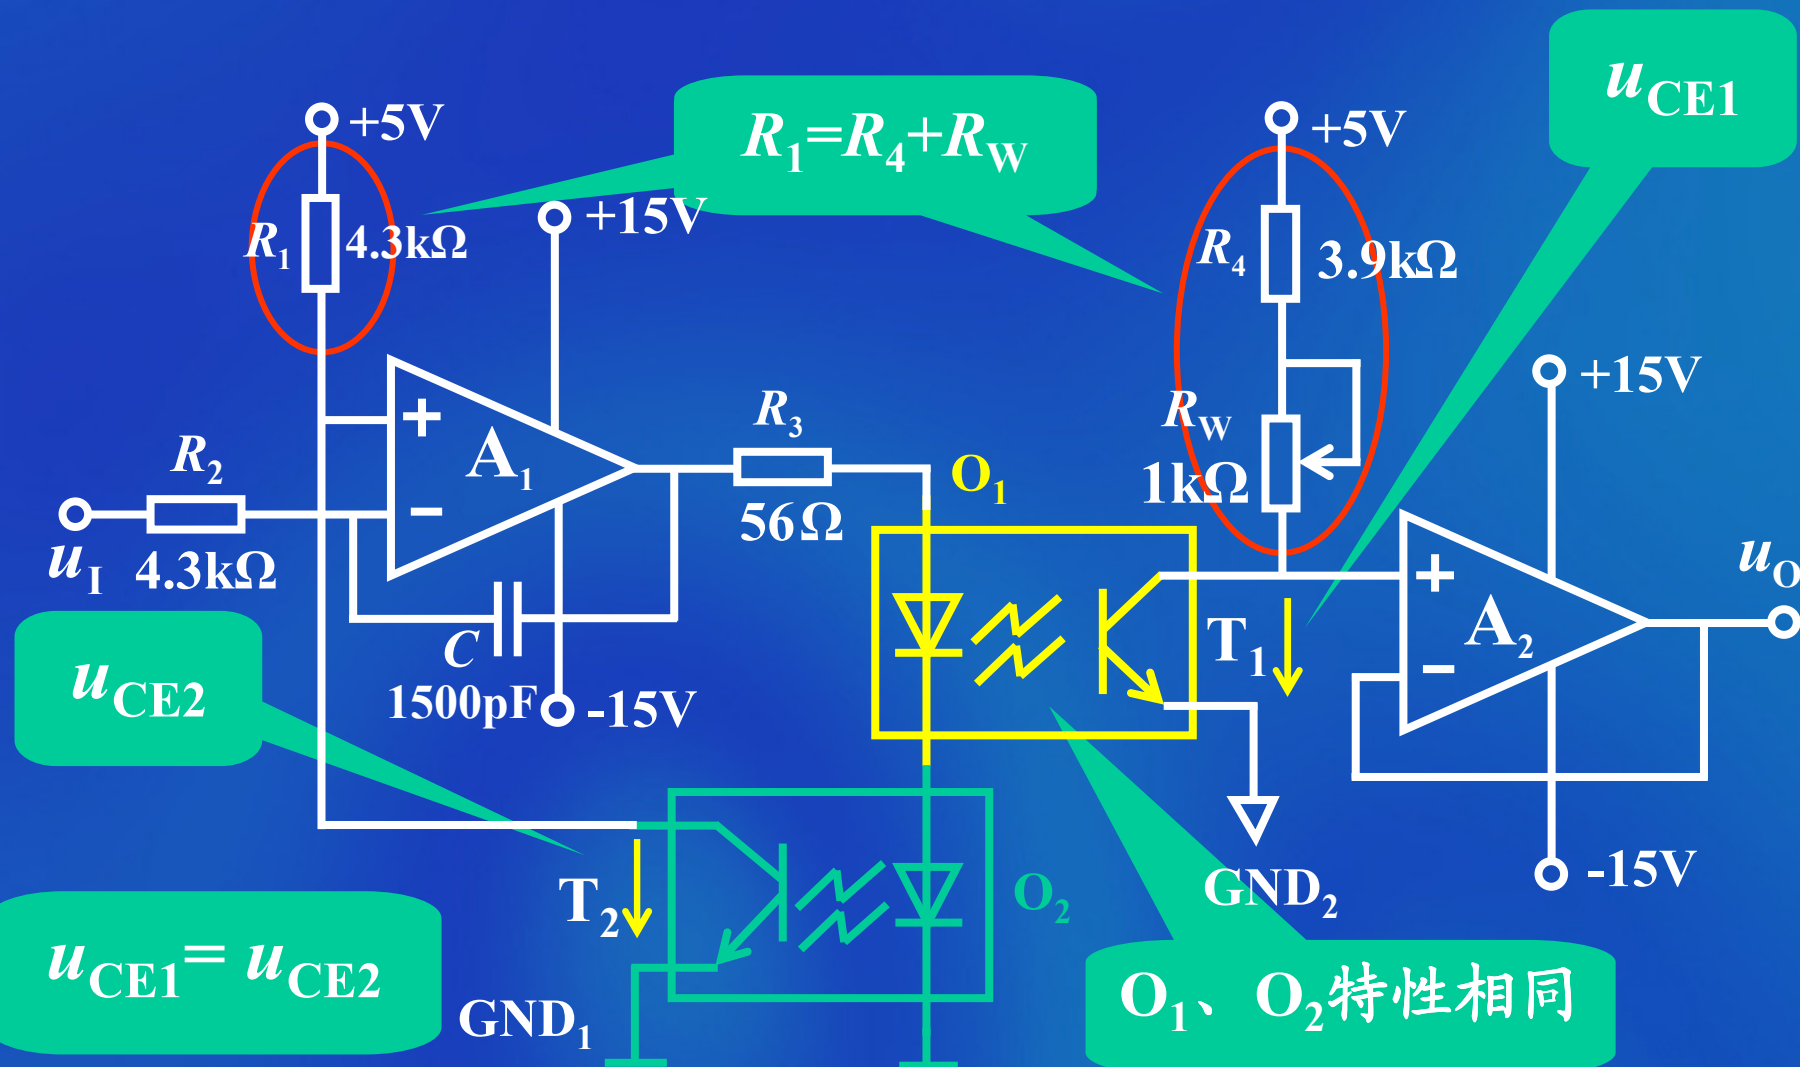 uCE1
+5V
R1=R4+RW
+5V
+15V
R1
4.3kΩ
R4
3.9kΩ
+15V
R3
RW
+
A1
R2
O1
1kΩ
−
56Ω
uI
4.3kΩ
+
uO
C
T1
A2
−
uCE2
1500pF
-15V
T2
O2
GND2
-15V
uCE1= uCE2
GND1
O1、O2特性相同